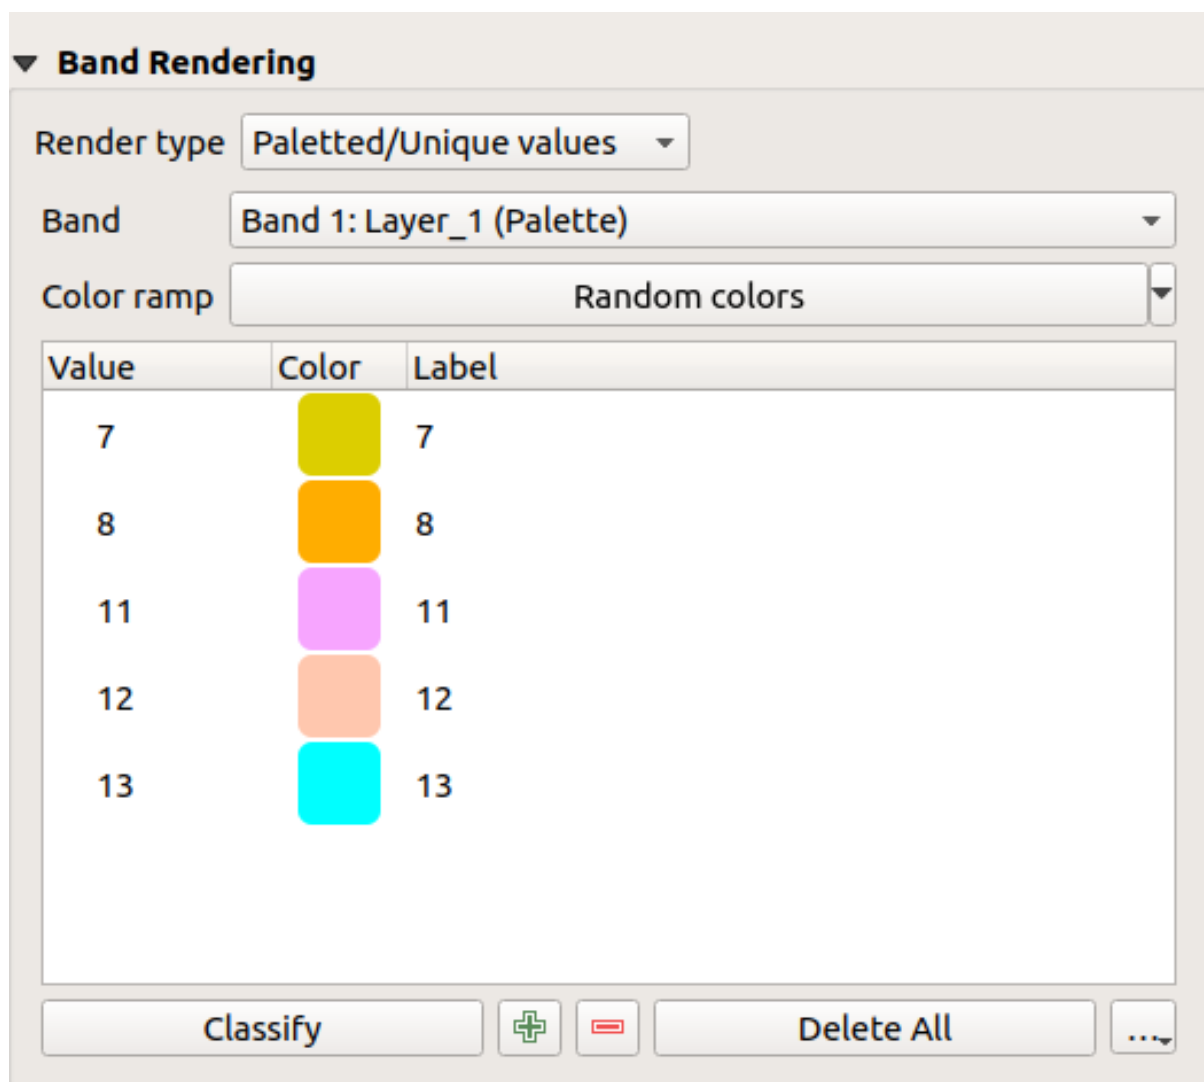 Band Rendering
Render type Paletted/Unique values
Band Band 1: Layer_1 (Palette)
Color ramp Random colors
Value Color Label
7 7
8 8
11 11
12 12
13 13
Classify Delete All ...